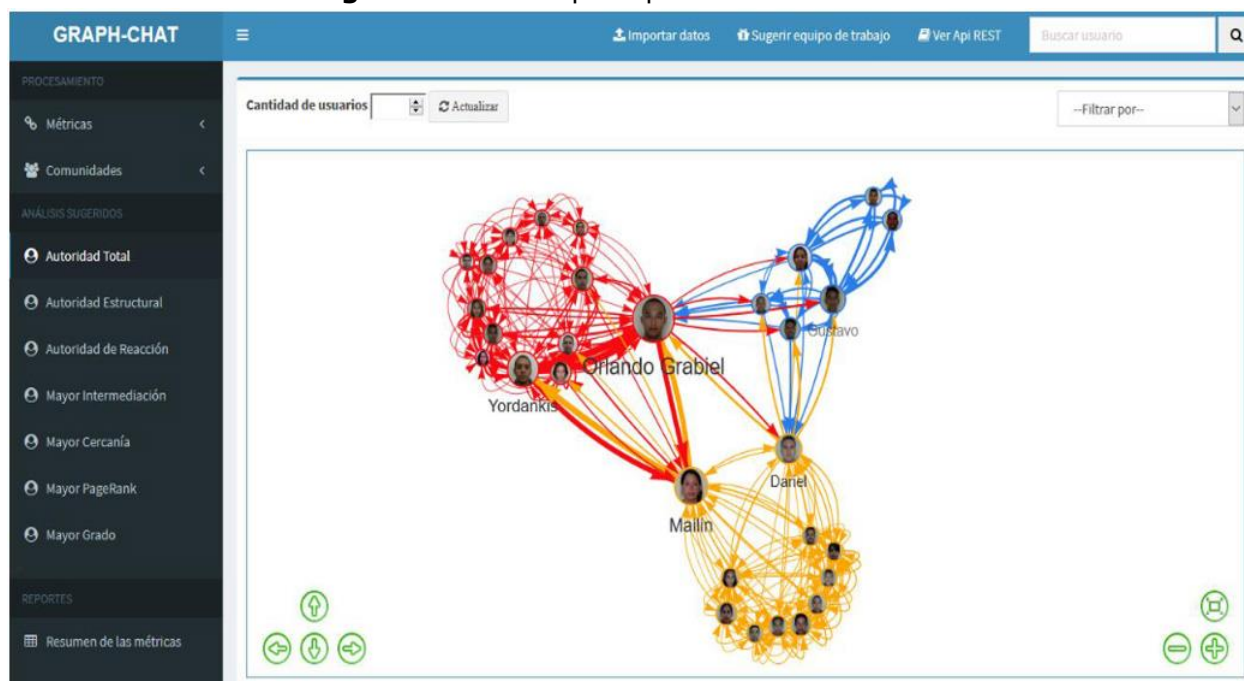 GRAPH-CHAT
Importar datos
Sugerir equipo de trabajo
Ver Api REST
Buscar usuario
PROCESAMIENTO
Métricas
Comunidades
ANÁLISIS SUGERIDOS
Autoridad Total
Autoridad Estructural
Autoridad de Reacción
Mayor Intermediación
Mayor Cercanía
Mayor PageRank
Mayor Grado
REPORTES
Resumen de las métricas
Cantidad de usuarios
Actualizar
--Filtrar por--
Gustavo
Orlando Grabiel
Yordankis
Daniel
Mailín